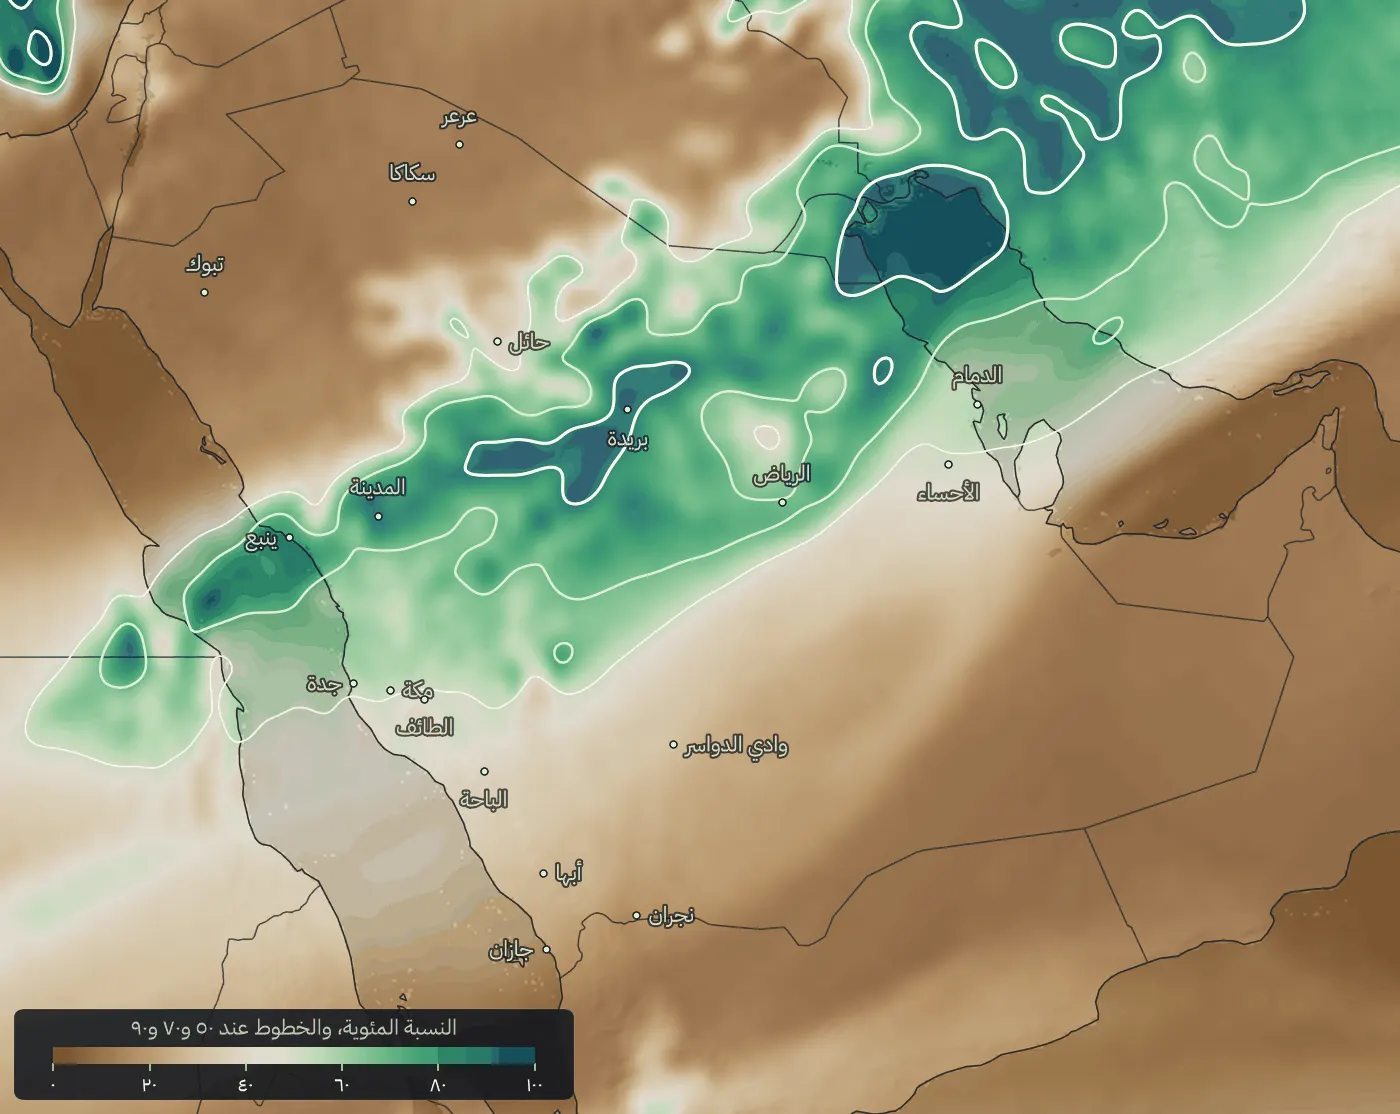 عرعر
سكاكا
تبوك
حائل
الدمام
بريدة
الرياض
المدينة
الأحساء
ينبع
جدة
مكة
الطائف
وادي الدواسر
الباحة
أبها
نجران
جازان
النسبة المئوية، والخطوط عند ٥٠ و٧٠ و٩٠
٠ ٢٠ ٤٠ ٦٠ ٨٠ ١٠٠